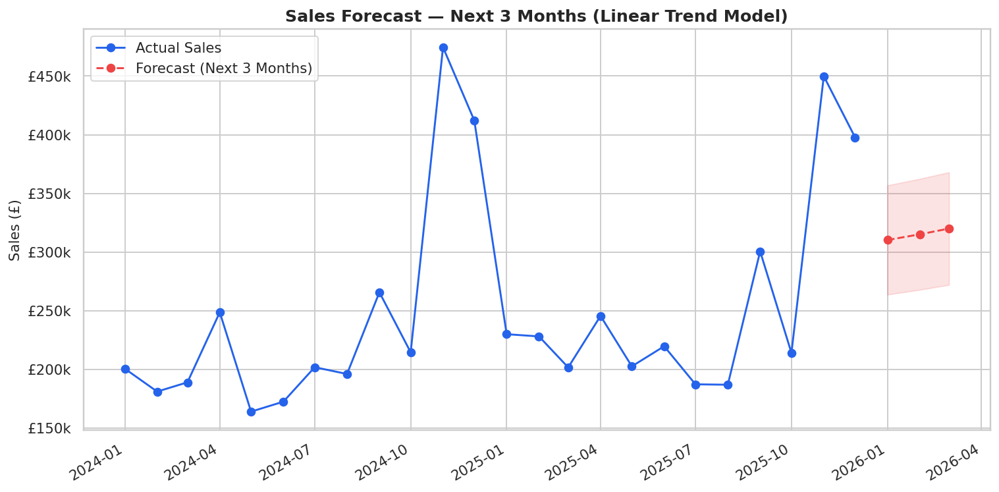 Sales Forecast — Next 3 Months (Linear Trend Model)
Actual Sales
Forecast (Next 3 Months)
Sales (£)
£450k
£400k
£350k
£300k
£250k
£200k
£150k
2024-01
2024-04
2024-07
2024-10
2025-01
2025-04
2025-07
2025-10
2026-01
2026-04